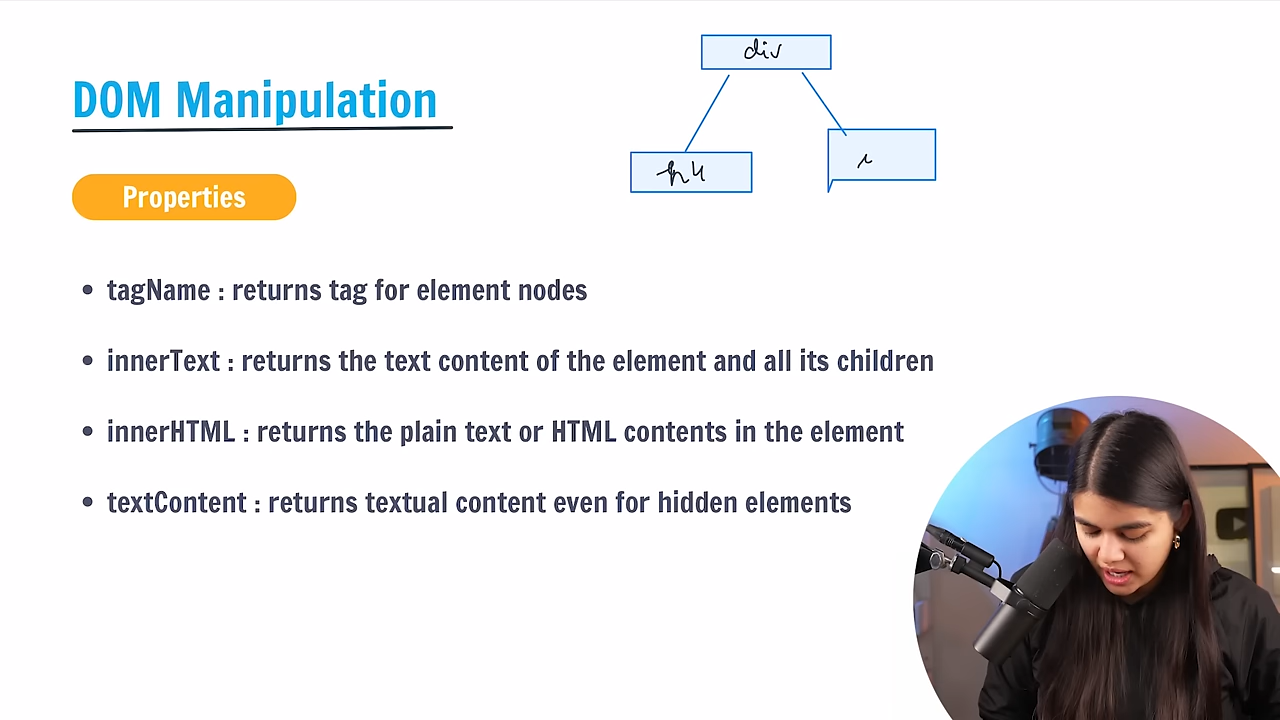 div
DOM Manipulation
h4
Properties
• tagName : returns tag for element nodes
• innerText : returns the text content of the element and all its children
• innerHTML : returns the plain text or HTML contents in the element
• textContent : returns textual content even for hidden elements